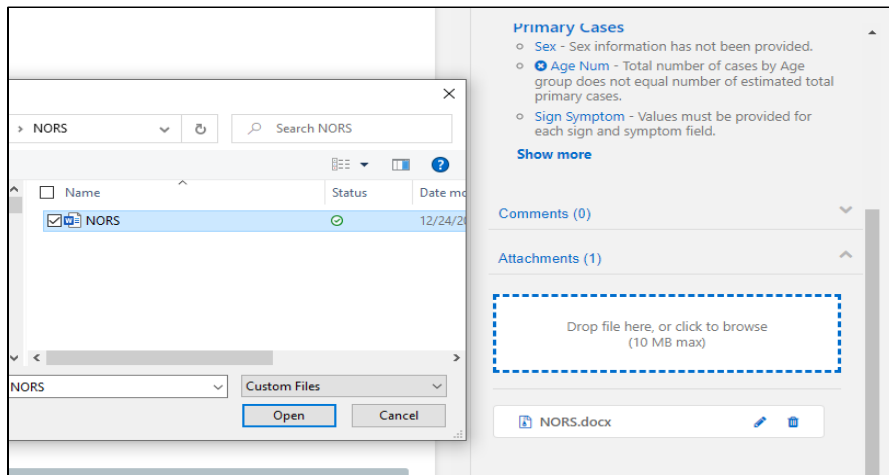 NORS
Search NORS
Name
Status
Date mo
NORS
12/24/20
NORS
Custom Files
Open
Cancel
Primary Cases
Sex - Sex information has not been provided.
Age Num - Total number of cases by Age
group does not equal number of estimated total
primary cases.
Sign Symptom - Values must be provided for
each sign and symptom field.
Show more
Comments (0)
Attachments (1)
Drop file here, or click to browse
(10 MB max)
NORS.docx